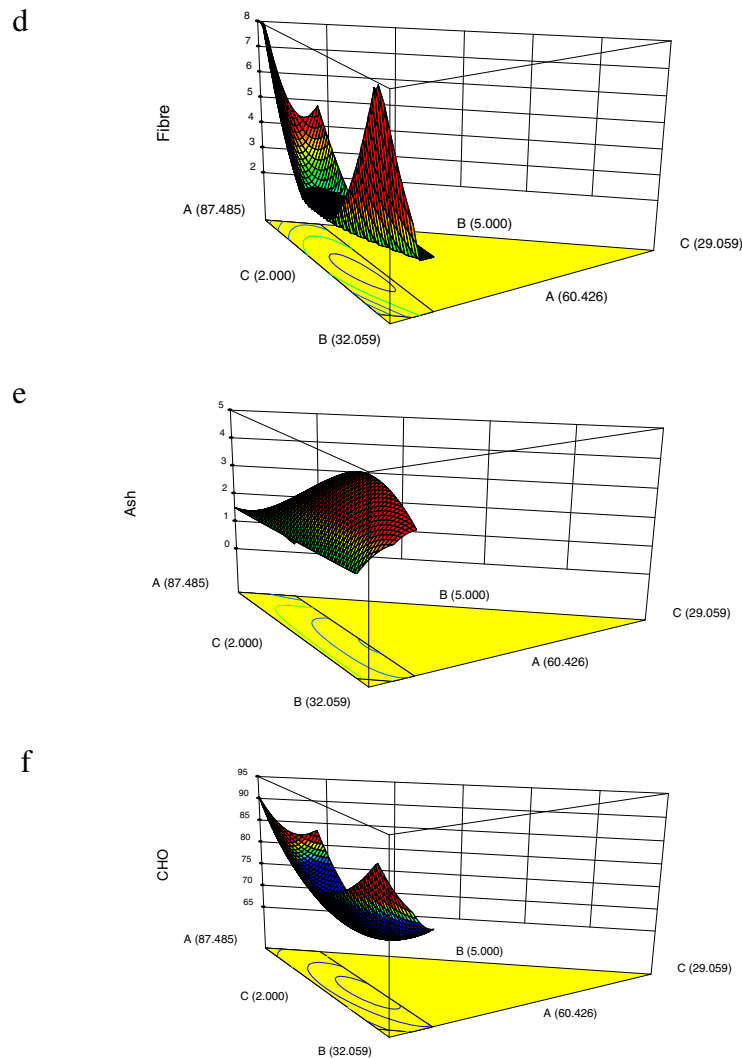 d
8
7
6
5
4
3
2
Fibre
A (87.485)
B (5.000)
C (29.059)
C (2.000)
A (60.426)
B (32.059)
e
5
4
3
2
1
0
Ash
A (87.485)
B (5.000)
C (29.059)
C (2.000)
A (60.426)
B (32.059)
f
95
90
85
80
75
70
65
CHO
A (87.485)
B (5.000)
C (29.059)
C (2.000)
A (60.426)
B (32.059)